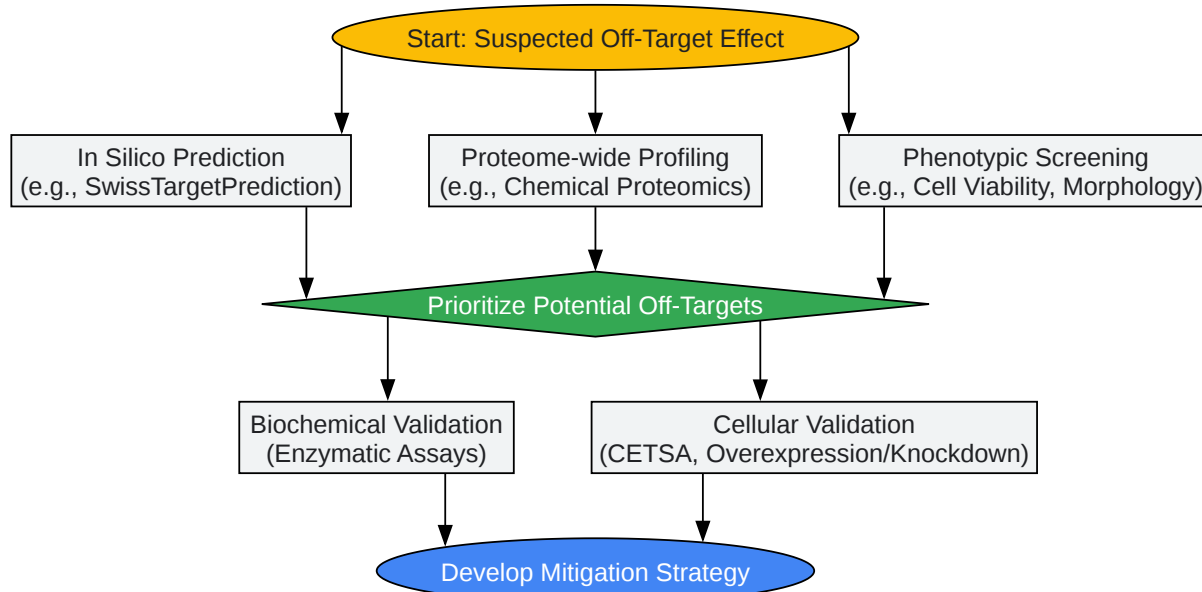 Start: Suspected Off-Target Effect
In Silico Prediction
(e.g., SwissTargetPrediction)
Proteome-wide Profiling
(e.g., Chemical Proteomics)
Phenotypic Screening
(e.g., Cell Viability, Morphology)
Prioritize Potential Off-Targets
Biochemical Validation
(Enzymatic Assays)
Cellular Validation
(CETSA, Overexpression/Knockdown)
Develop Mitigation Strategy